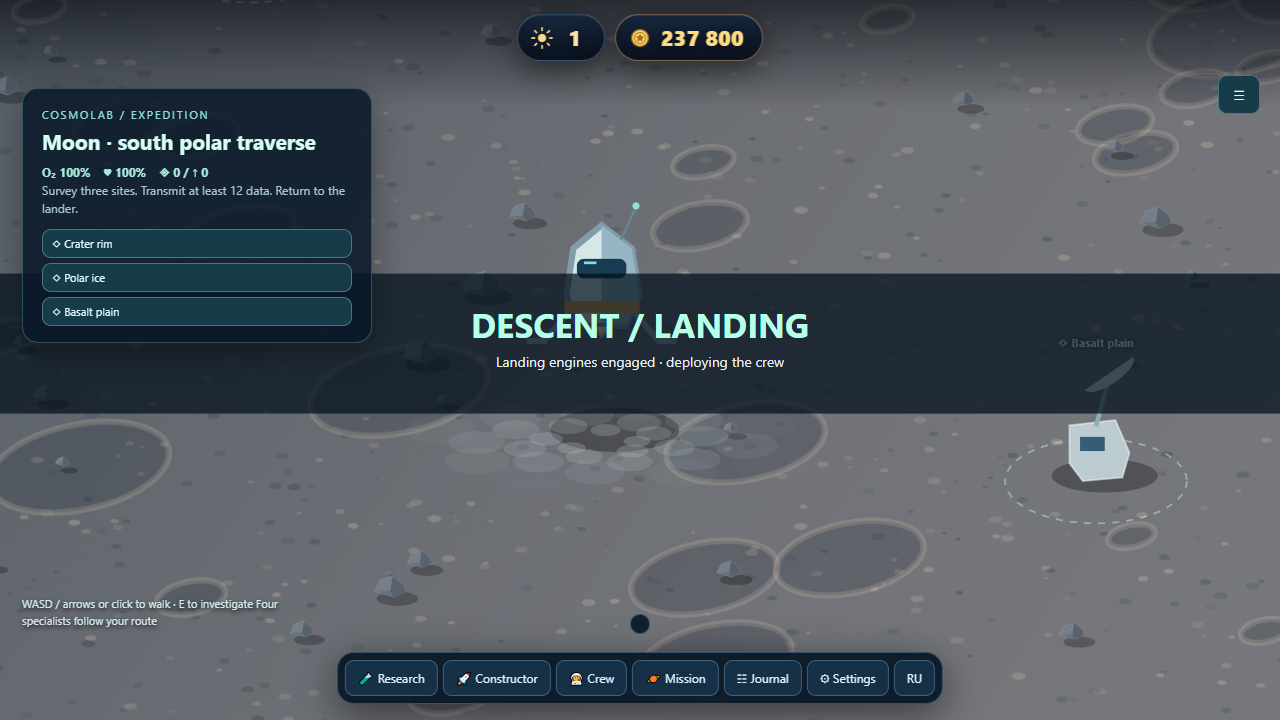 1
237 800
☰
COSMOLAB / EXPEDITION
Moon · south polar traverse
O₂ 100% ♥ 100% ⯐ 0 / ↑ 0
Survey three sites. Transmit at least 12 data. Return to the
lander.
◇ Crater rim
◇ Polar ice
◇ Basalt plain
DESCENT / LANDING
Landing engines engaged · deploying the crew
◇ Basalt plain
WASD / arrows or click to walk · E to investigate Four
specialists follow your route
Research
Constructor
Crew
Mission
Journal
Settings
RU